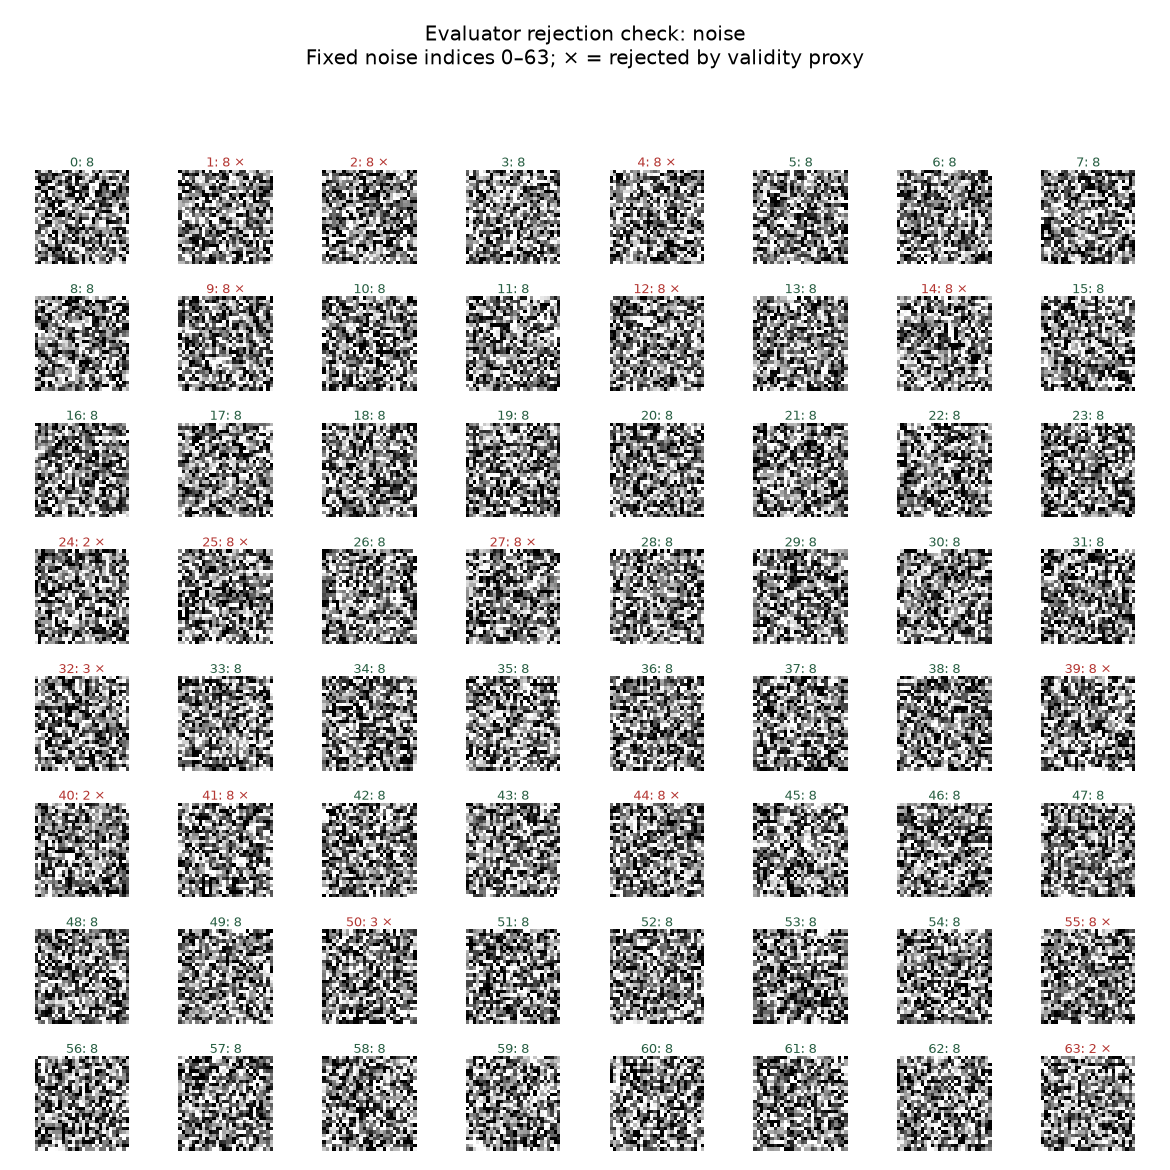 Evaluator rejection check: noise
Fixed noise indices 0–63; × = rejected by validity proxy
0: 8 1: 8 × 2: 8 × 3: 8 4: 8 × 5: 8 6: 8 7: 8
8: 8 9: 8 × 10: 8 11: 8 12: 8 × 13: 8 14: 8 × 15: 8
16: 8 17: 8 18: 8 19: 8 20: 8 21: 8 22: 8 23: 8
24: 2 × 25: 8 × 26: 8 27: 8 × 28: 8 29: 8 30: 8 31: 8
32: 3 × 33: 8 34: 8 35: 8 36: 8 37: 8 38: 8 39: 8 ×
40: 2 × 41: 8 × 42: 8 43: 8 44: 8 × 45: 8 46: 8 47: 8
48: 8 49: 8 50: 3 × 51: 8 52: 8 53: 8 54: 8 55: 8 ×
56: 8 57: 8 58: 8 59: 8 60: 8 61: 8 62: 8 63: 2 ×